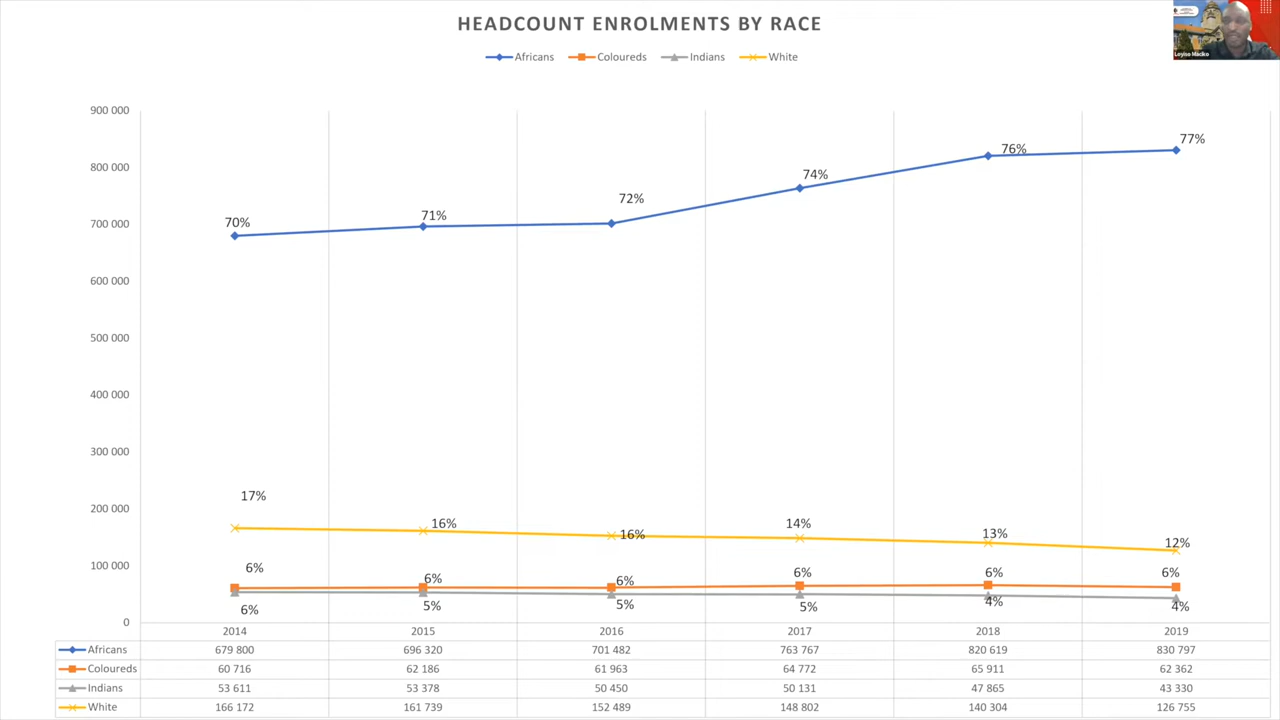 HEADCOUNT ENROLMENTS BY RACE
Africans Coloureds Indians White
Loyiso Maciko
900 000
800 000
700 000
600 000
500 000
400 000
300 000
200 000
100 000
0
70% 71% 72% 74% 76% 77%
17% 16% 16% 14% 13% 12%
6% 6% 6% 6% 6% 6%
6% 5% 5% 5% 4% 4%
2014 2015 2016 2017 2018 2019
Africans 679 800 696 320 701 482 763 767 820 619 830 797
Coloureds 60 716 62 186 61 963 64 772 65 911 62 362
Indians 53 611 53 378 50 450 50 131 47 865 43 330
White 166 172 161 739 152 489 148 802 140 304 126 755